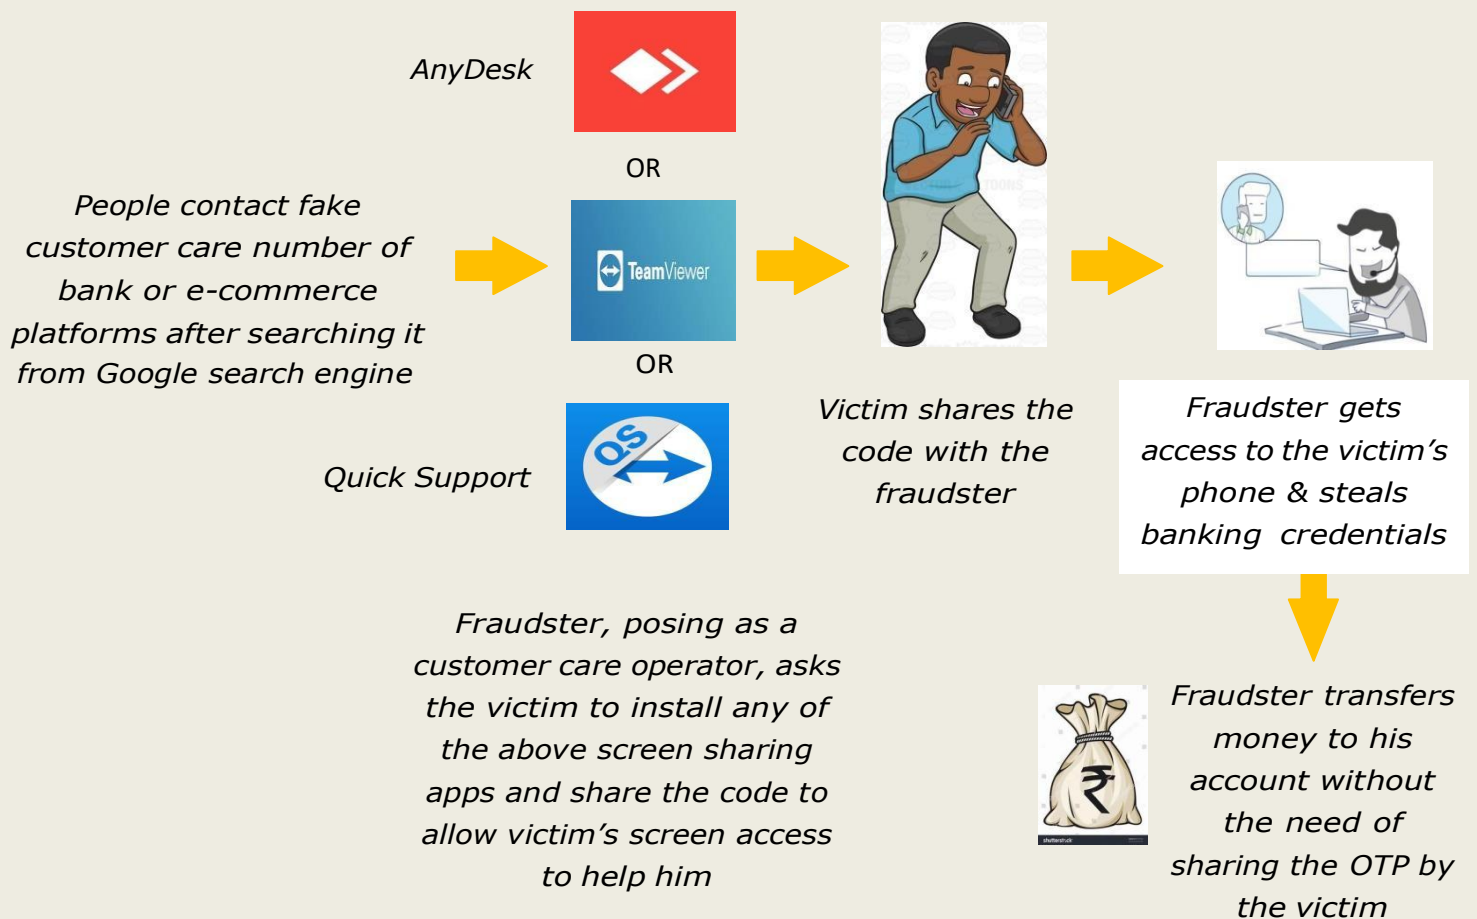 People contact fake
customer care number of
bank or e-commerce
platforms after searching it
from Google search engine
AnyDesk
OR
TeamViewer
OR
Quick Support
QS
Fraudster, posing as a
customer care operator, asks
the victim to install any of
the above screen sharing
apps and share the code to
allow victim’s screen access
to help him
TOONS
Victim shares the
code with the
fraudster
Fraudster gets
access to the victim’s
phone & steals
banking credentials
₹
shutterstock
Fraudster transfers
money to his
account without
the need of
sharing the OTP by
the victim